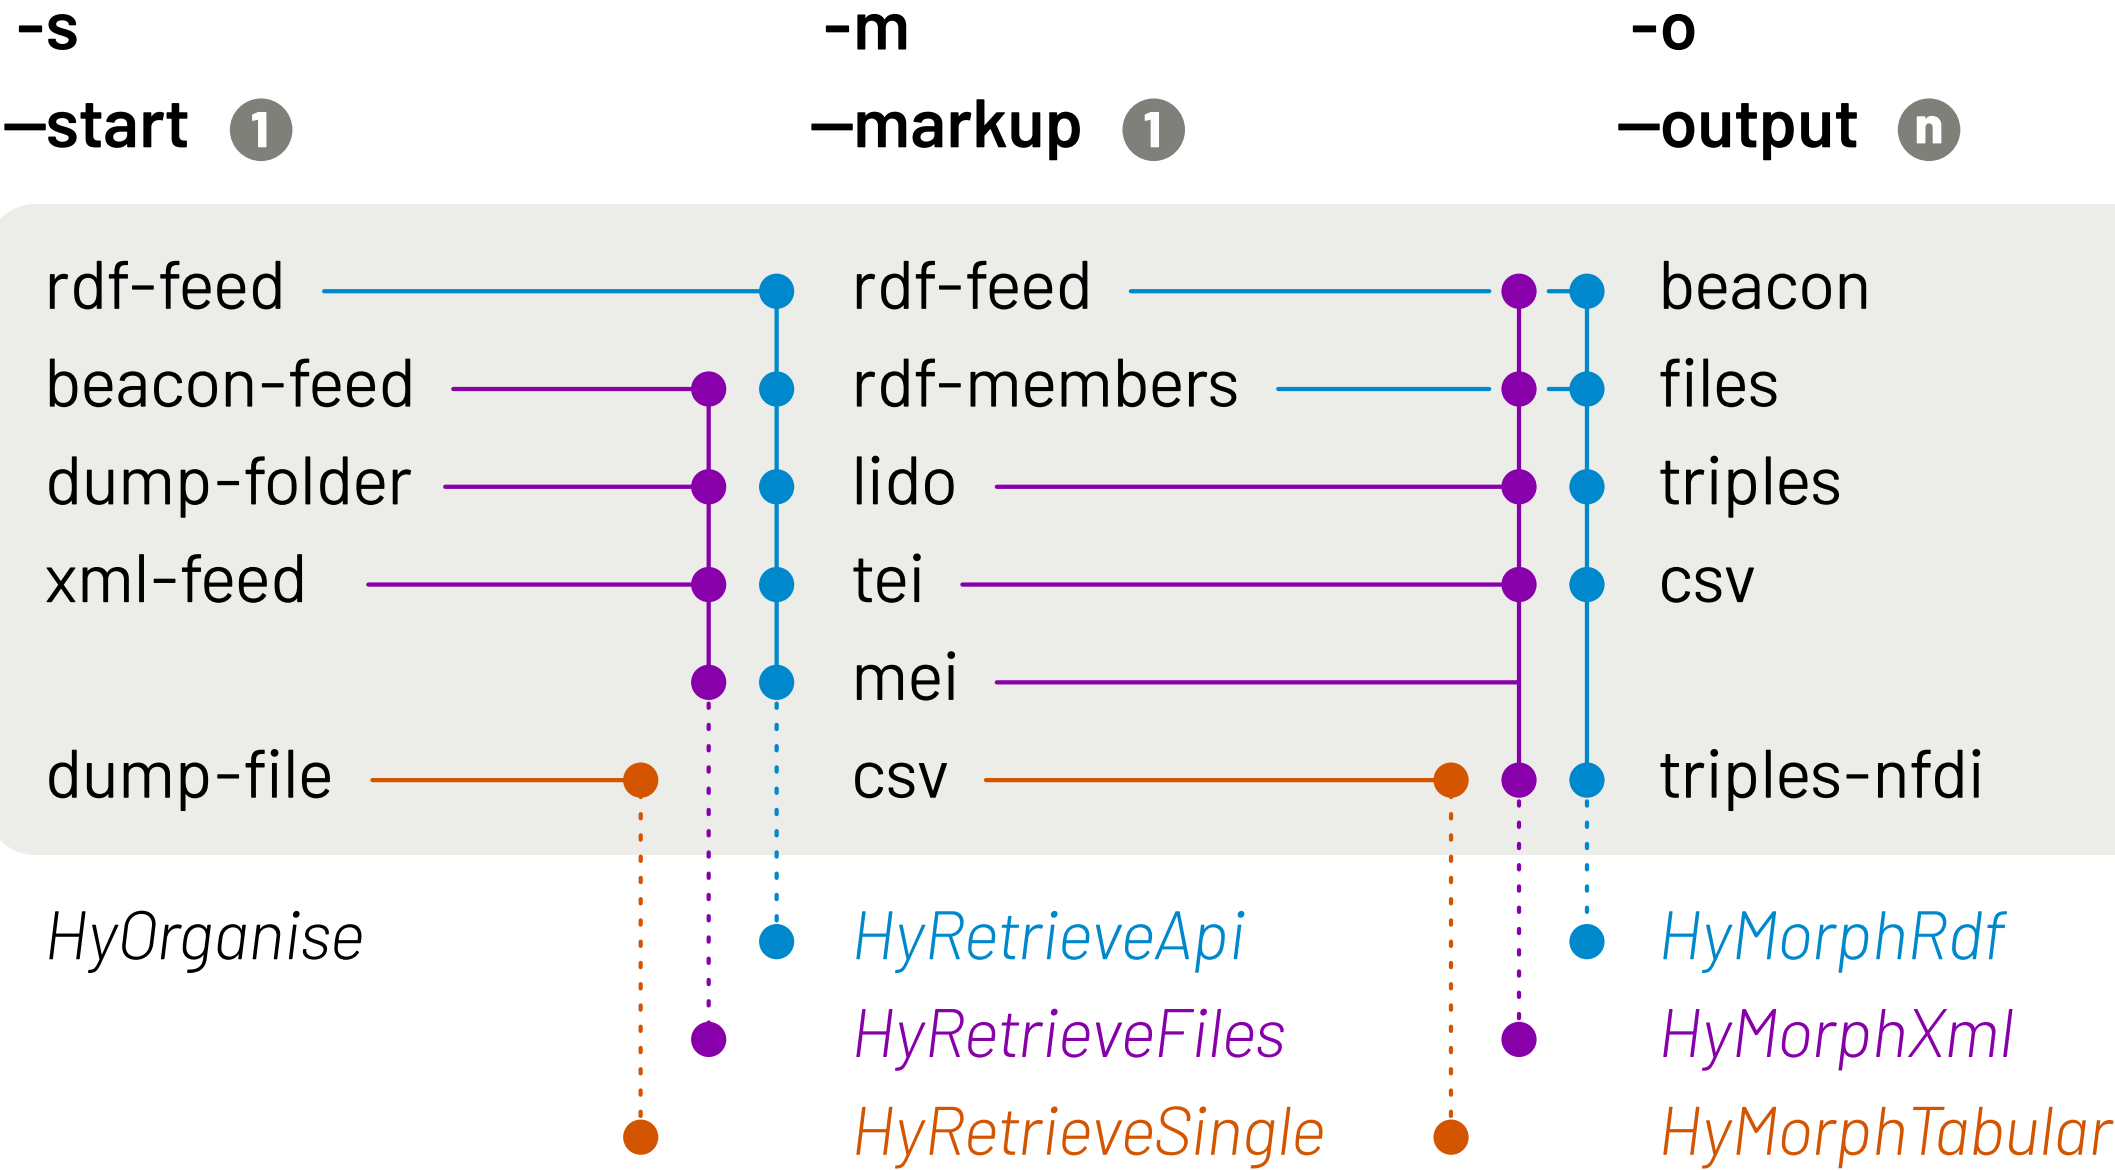 -s -m -o
—start 1 —markup 1 —output n
rdf-feed rdf-feed beacon
beacon-feed rdf-members files
dump-folder lido triples
xml-feed tei csv
mei
dump-file csv triples-nfdi
HyOrganise HyRetrieveApi HyMorphRdf
HyRetrieveFiles HyMorphXml
HyRetrieveSingle HyMorphTabular